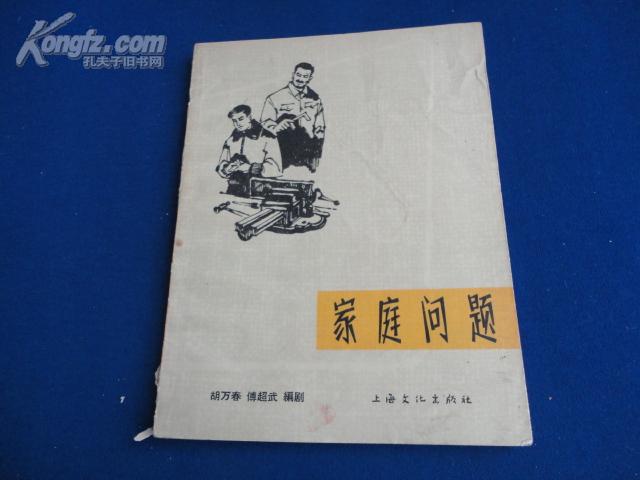 Kongfz.com
孔夫子旧书网
家庭问题
胡万春 傅超武 編剧
上海文化出版社